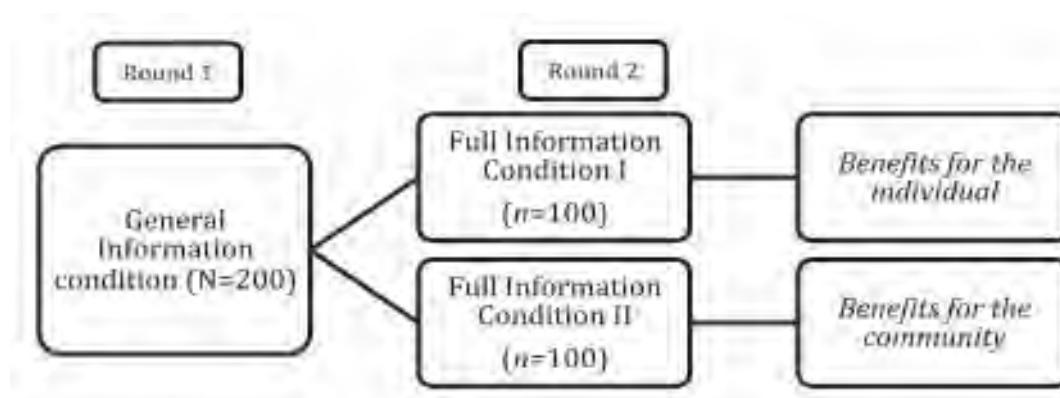 Round 1
Round 2
General
Information
condition (N=200)
Full Information
Condition I
(n=100)
Benefits for the
individual
Full Information
Condition II
(n=100)
Benefits for the
community